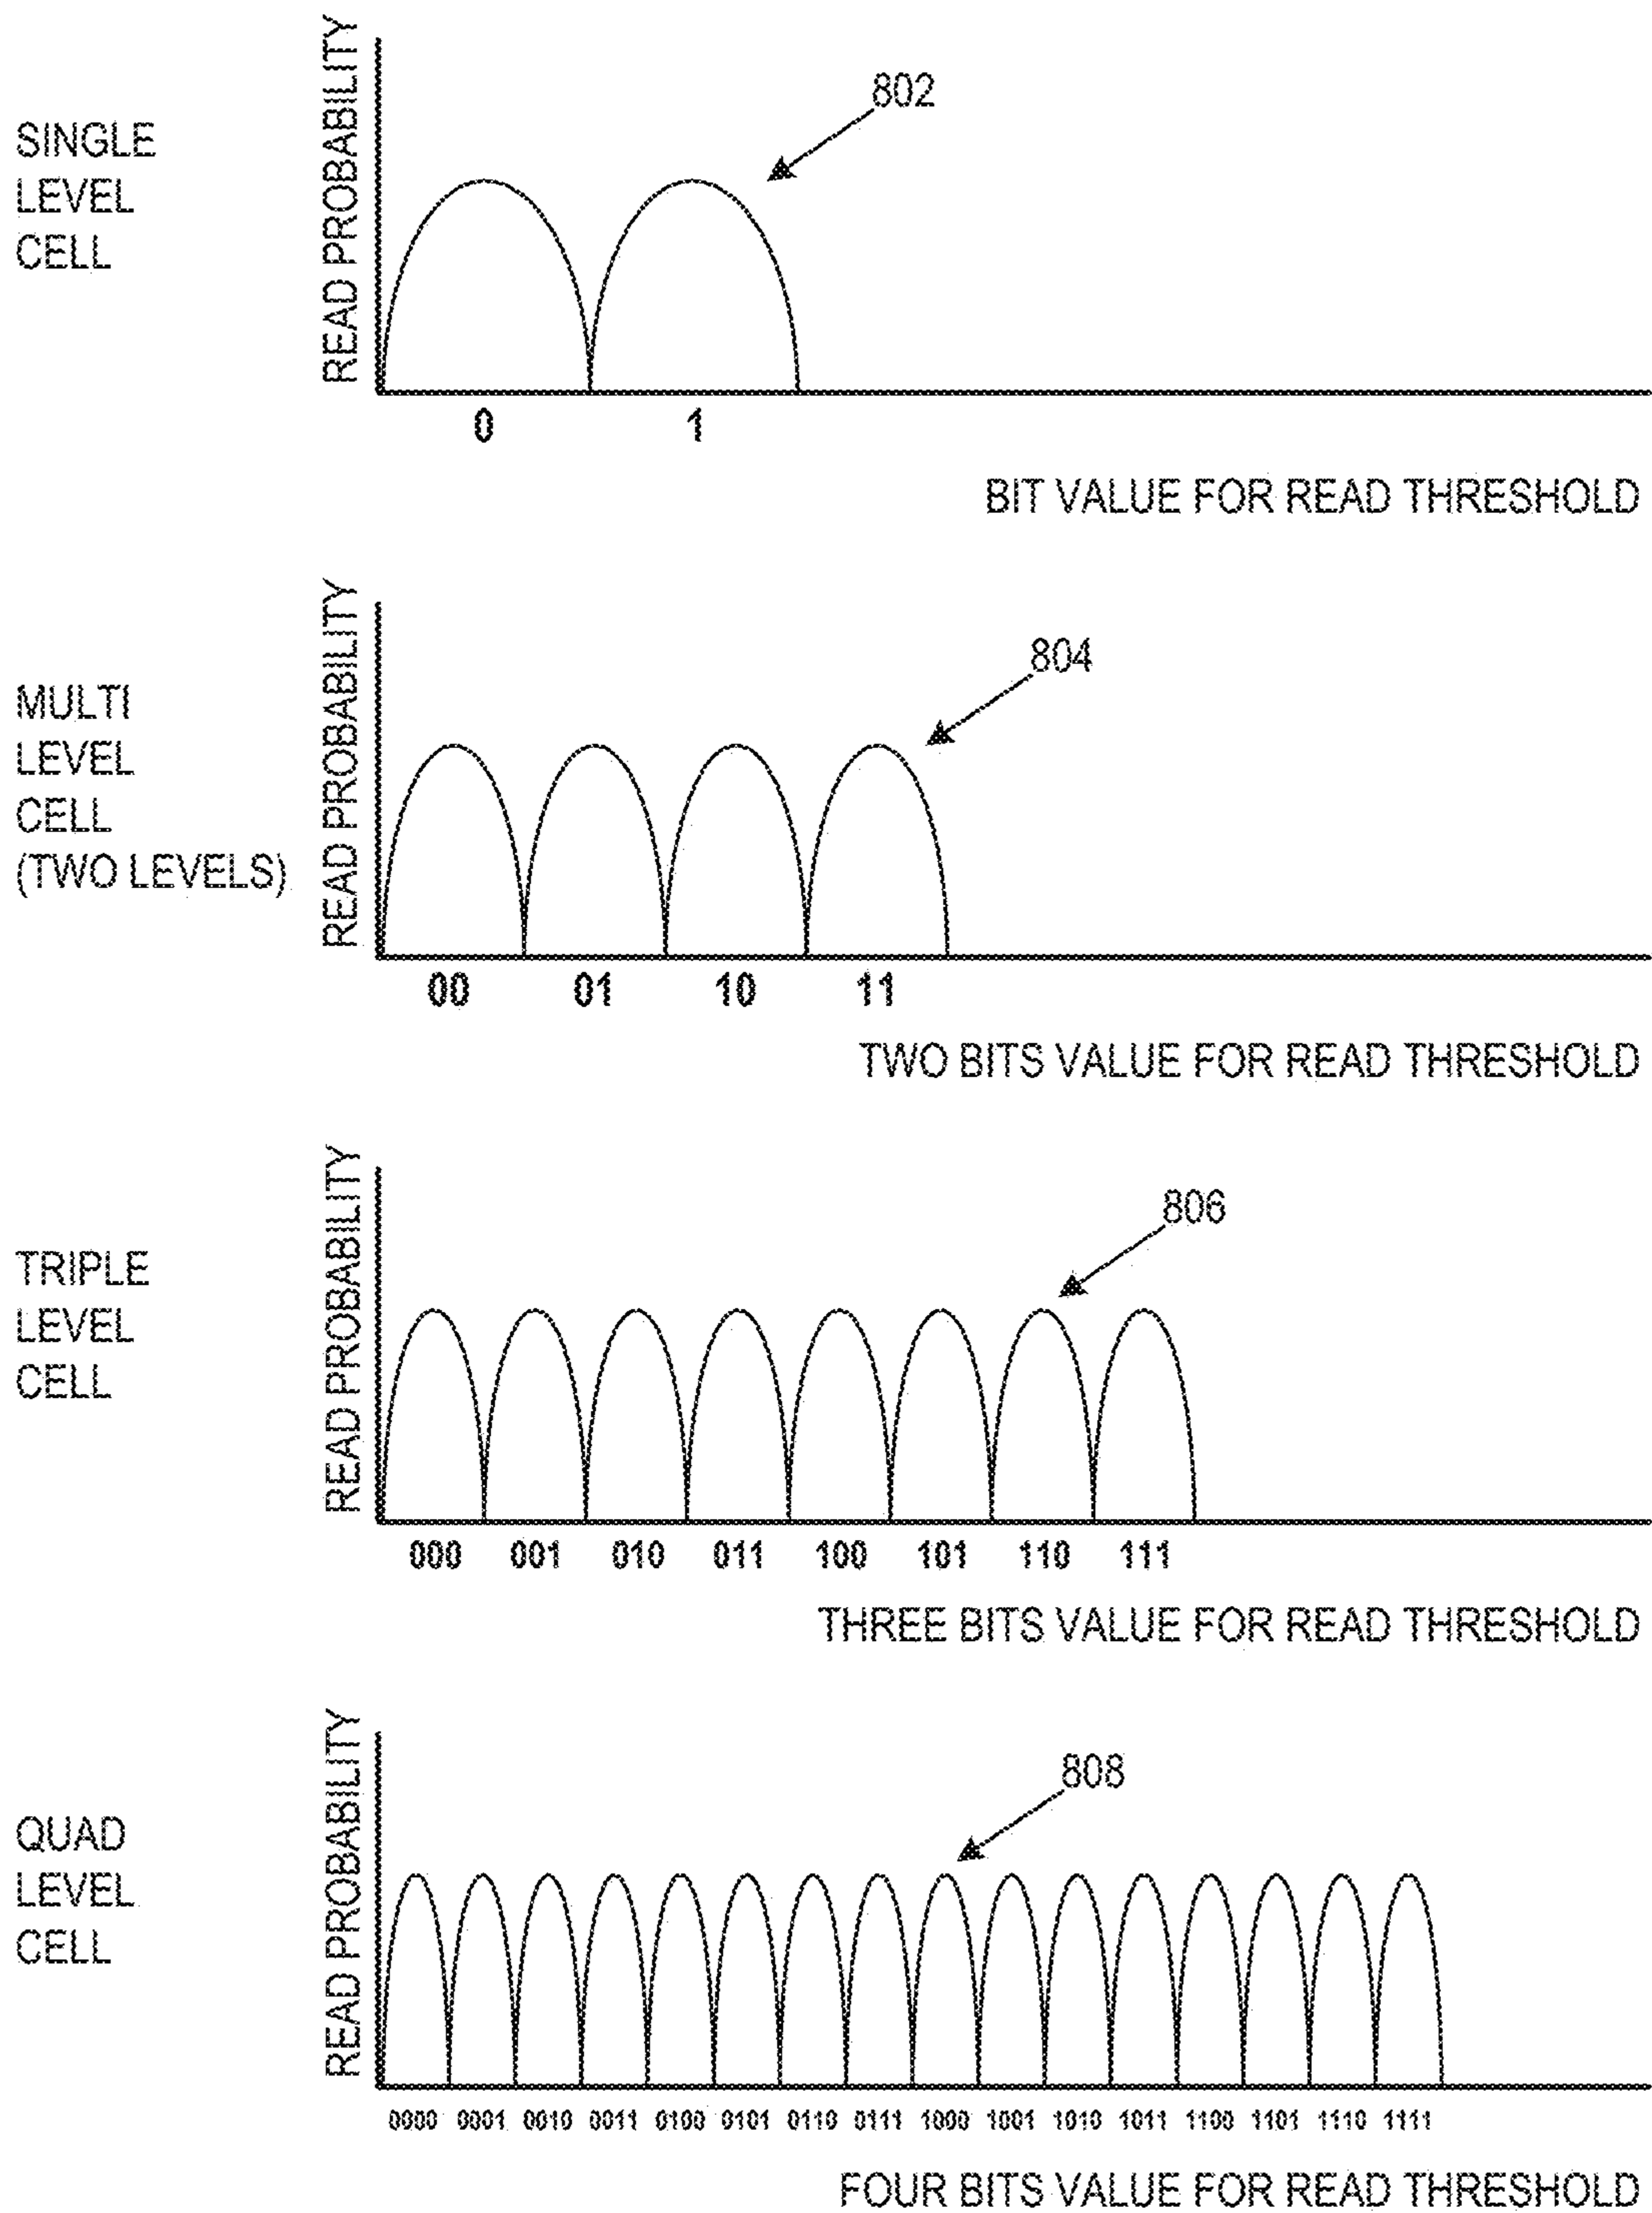 READ PROBABILITY
802
SINGLE
LEVEL
CELL
0 1
BIT VALUE FOR READ THRESHOLD
READ PROBABILITY
804
MULTI
LEVEL
CELL
(TWO LEVELS)
00 01 10 11
TWO BITS VALUE FOR READ THRESHOLD
READ PROBABILITY
806
TRIPLE
LEVEL
CELL
000 001 010 011 100 101 110 111
THREE BITS VALUE FOR READ THRESHOLD
READ PROBABILITY
808
QUAD
LEVEL
CELL
0000 0001 0010 0011 0100 0101 0110 0111 1000 1001 1010 1011 1100 1101 1110 1111
FOUR BITS VALUE FOR READ THRESHOLD